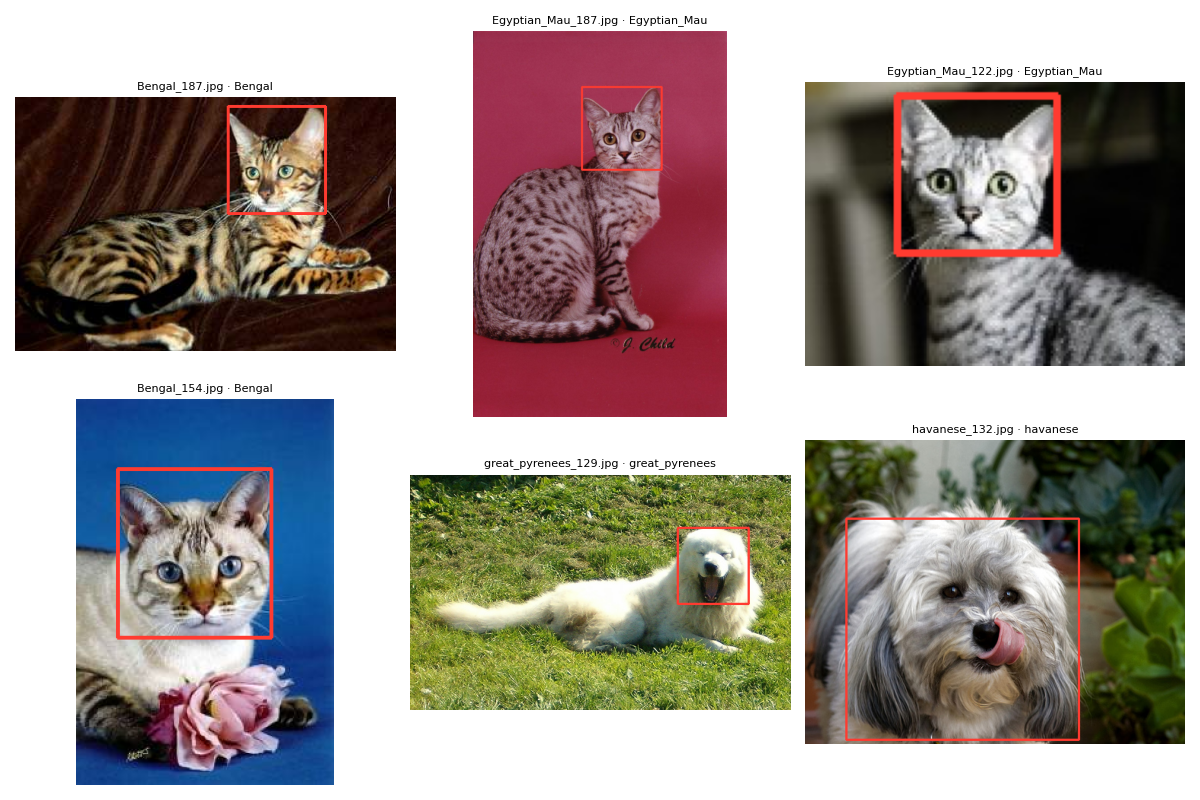 Egyptian_Mau_187.jpg · Egyptian_Mau
Egyptian_Mau_122.jpg · Egyptian_Mau
Bengal_187.jpg · Bengal
© J Child
Bengal_154.jpg · Bengal
havanese_132.jpg · havanese
great_pyrenees_129.jpg · great_pyrenees